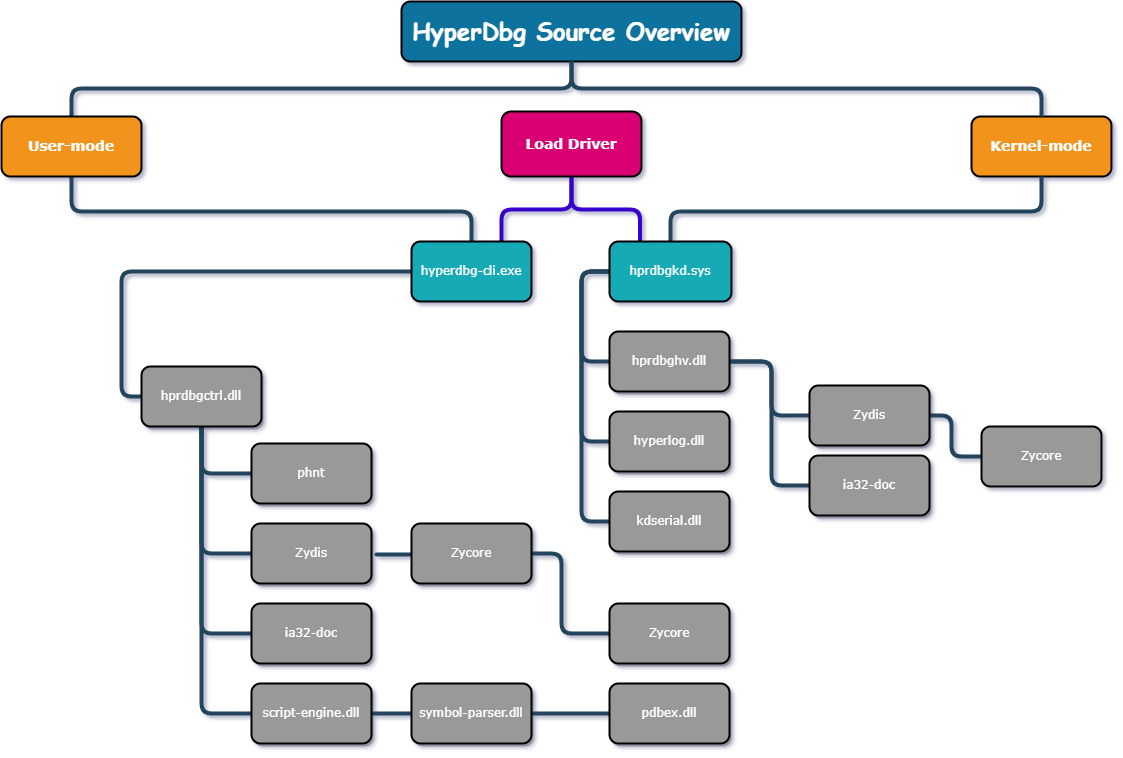 HyperDbg Source Overview
User-mode
Load Driver
Kernel-mode
hyperdbg-cli.exe
hprdbgkd.sys
hprdbghv.dll
hprdbgctrl.dll
Zydis
hyperlog.dll
Zycore
phnt
ia32-doc
kdserial.dll
Zydis
Zycore
ia32-doc
Zycore
script-engine.dll
symbol-parser.dll
pdbex.dll